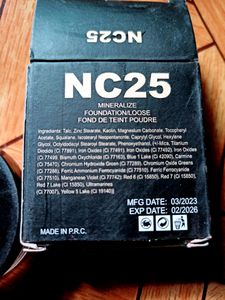 NC25
NC25
MINERALIZE
FOUNDATION/LOOSE
FOND DE TEINT POUDRE
Ingredients: Talc, Zinc Stearate, Kaolin, Magnesium Carbonate, Tocopheryl
Acetate, Squalane, Isostearyl Neopentanoate, Caprylyl Glycol, Hexylene
Glycol, Octyldodecyl Stearoyl Stearate, Phenoxyethanol, (+/-Mica, Titanium
Dioxide (Ci 77891), Iron Oxides (Ci 77491), Iron Oxides (Ci 77492), Iron Oxides
(Ci 77499, Bismuth Oxychloride (Ci 77163), Blue 1 Lake (Ci 42090), Carmine
(Ci 75470), Chromium Hydroxide Green (Ci 77289), Chromium Oxide Greens
(Ci 77288), Ferric Ammonium Ferrocyanide (Ci 77510), Ferric Ferrocyanide
(Ci 77510), Manganese Violet (Ci 77742); Red 6 (Ci 15850), Red 7 (Ci 15850),
Red 7 Lake (Ci 15850), Ultramarines
(Ci 77007), Yellow 5 Lake (Ci 19140)]
MFG DATE: 03/2023
EXP DATE: 02/2026
MADE IN P.R.C.